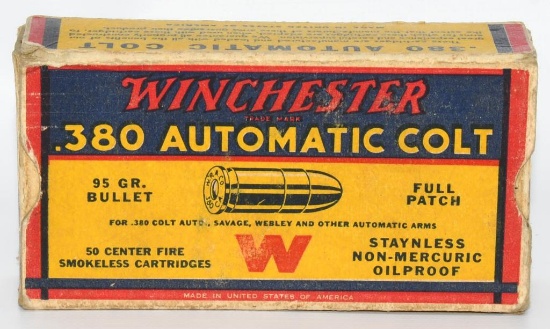 .380 AUTOMATIC COLT
WINCHESTER
TRADE MARK
.380 AUTOMATIC COLT
95 GR.
BULLET
FULL
PATCH
FOR .380 COLT AUTO., SAVAGE, WEBLEY AND OTHER AUTOMATIC ARMS
50 CENTER FIRE
SMOKELESS CARTRIDGES
W
STAYNLESS
NON-MERCURIC
OILPROOF
MADE IN UNITED STATES OF AMERICA